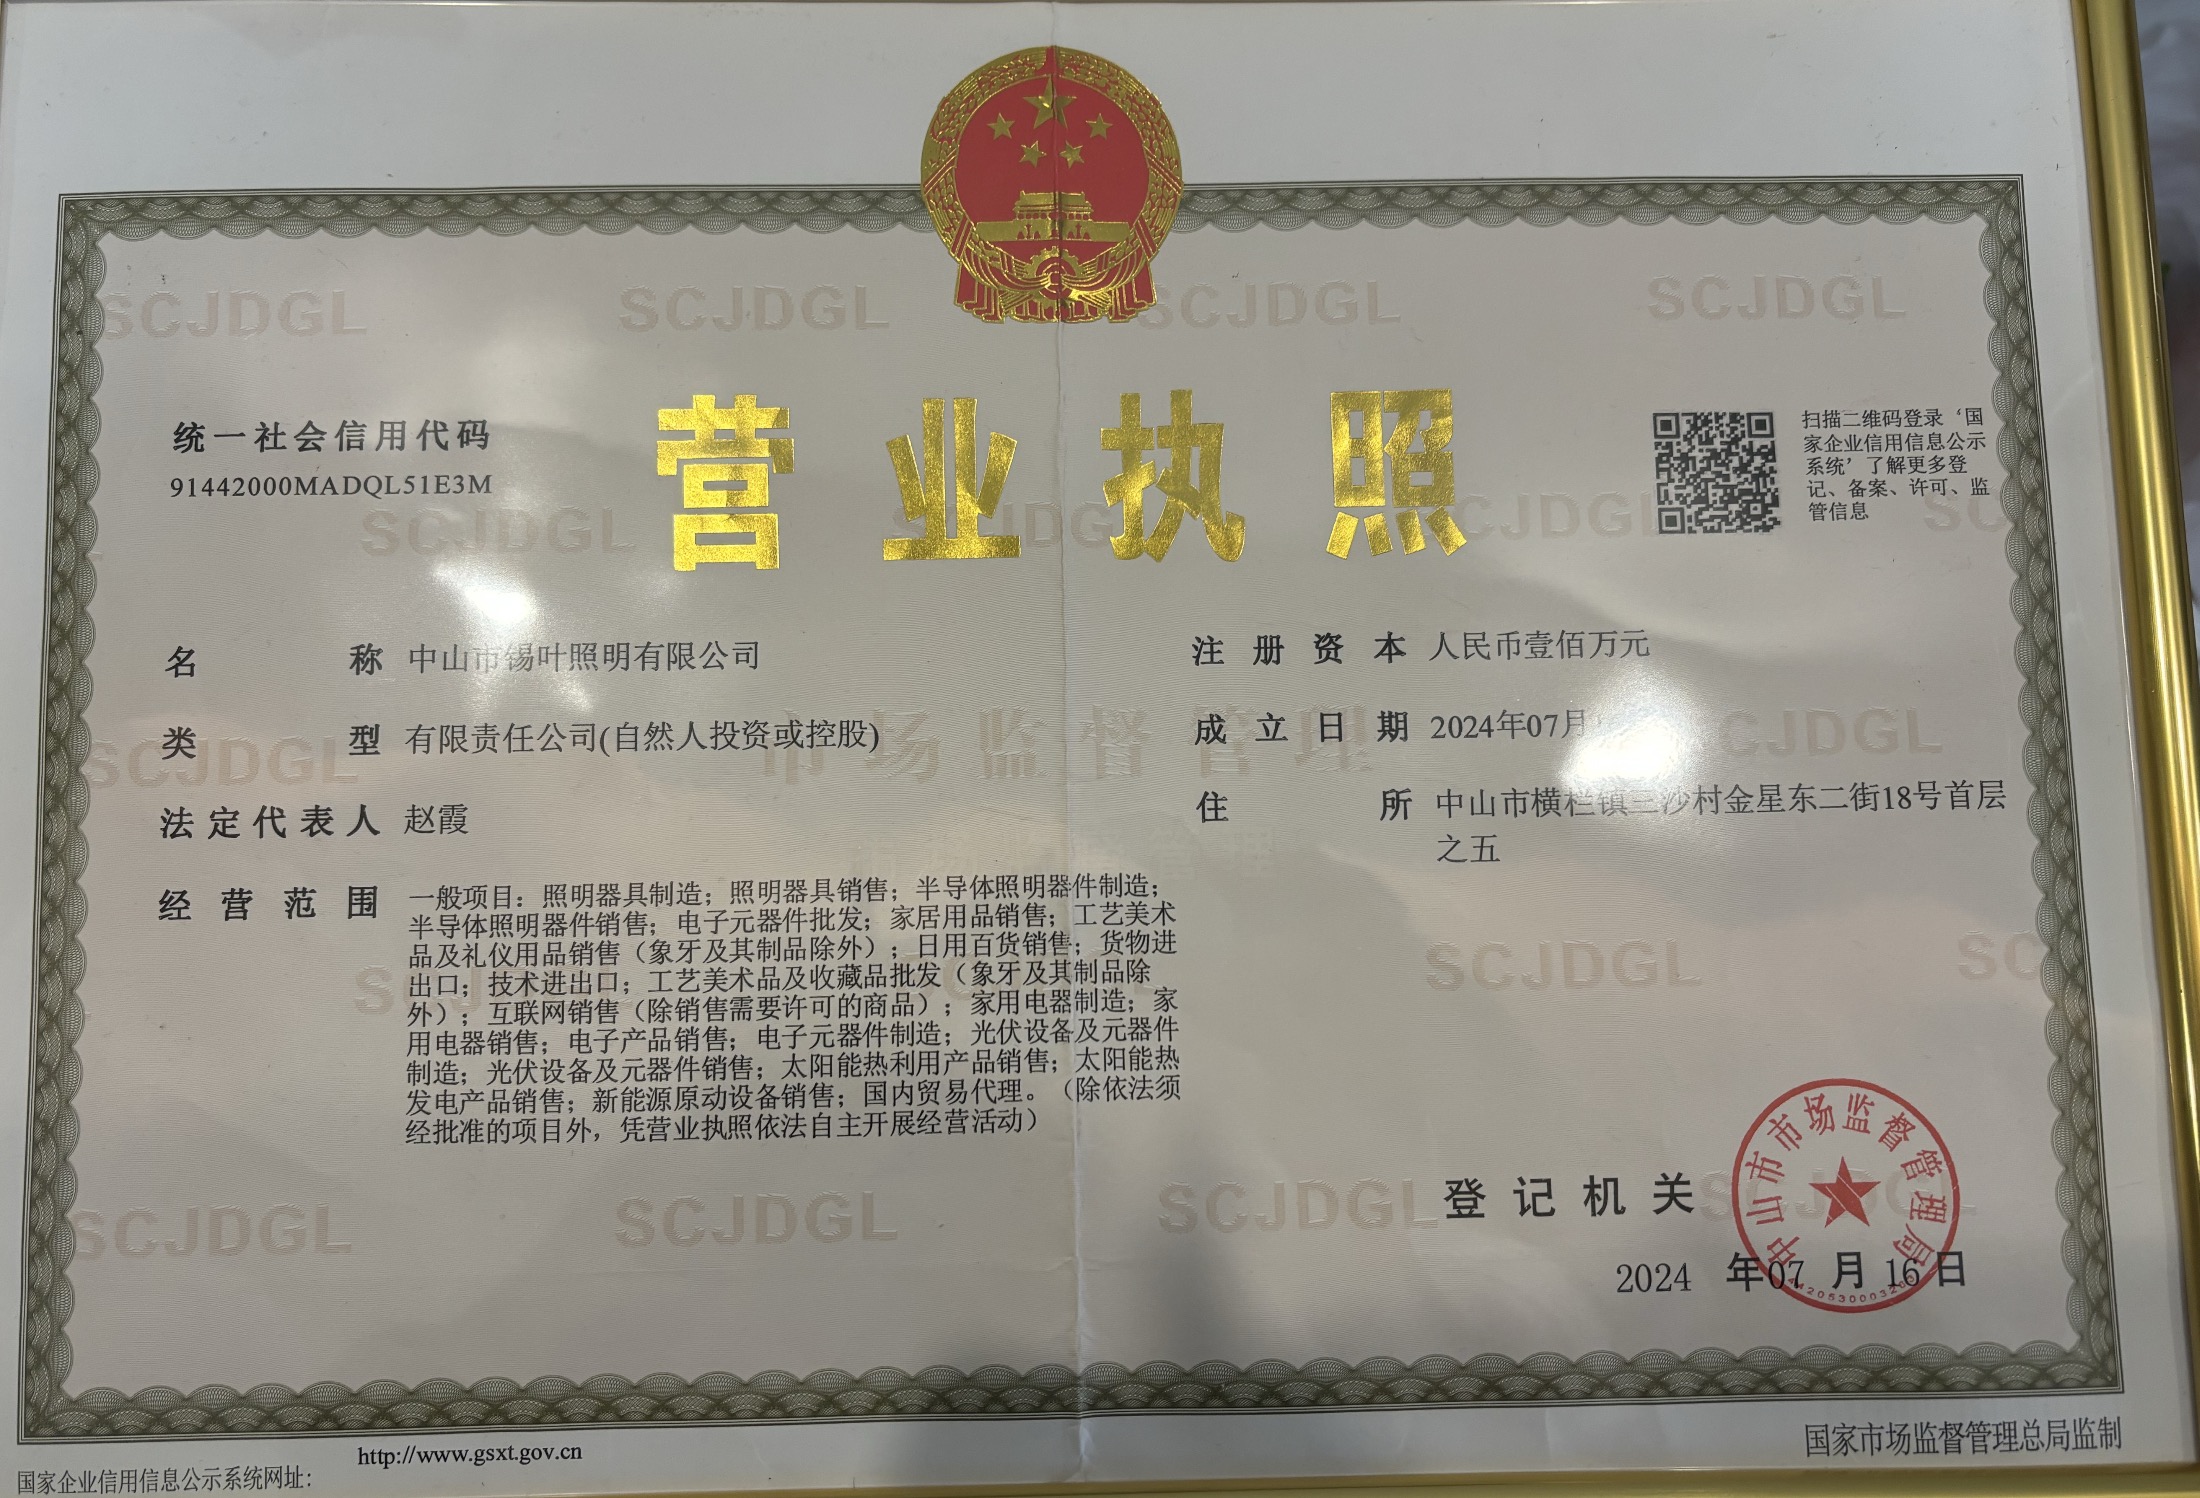 统一社会信用代码
91442000MADQL51E3M
营业执照
扫描二维码登录‘国
家企业信用信息公示
系统’了解更多登
记、备案、许可、监
管信息
名称 中山市锡叶照明有限公司
类型 有限责任公司(自然人投资或控股)
法定代表人 赵霞
经营范围 一般项目：照明器具制造；照明器具销售；半导体照明器件制造；
半导体照明器件销售；电子元器件批发；家居用品销售；工艺美术
品及礼仪用品销售（象牙及其制品除外）；日用百货销售；货物进
出口；技术进出口；工艺美术品及收藏品批发（象牙及其制品除
外）；互联网销售（除销售需要许可的商品）；家用电器制造；家
用电器销售；电子产品销售；电子元器件制造；光伏设备及元器件
制造；光伏设备及元器件销售；太阳能热利用产品销售；太阳能热
发电产品销售；新能源原动设备销售；国内贸易代理。（除依法须
经批准的项目外，凭营业执照依法自主开展经营活动）
注册资本 人民币壹佰万元
成立日期 2024年07月
住所 中山市横栏镇三沙村金星东二街18号首层
之五
登记机关
中山市市场监督管理局
2024 年07 月16日
http://www.gsxt.gov.cn
国家企业信用信息公示系统网址：
国家市场监督管理总局监制
SCJDGL
SCJDGL
SCJDGL
SCJDGL
SCJDGL
SCJDGL
市场监督管理
SCJDGL
SCJDGL
SCJDGL
SCJDGL
SCJDGL
SCJDGL